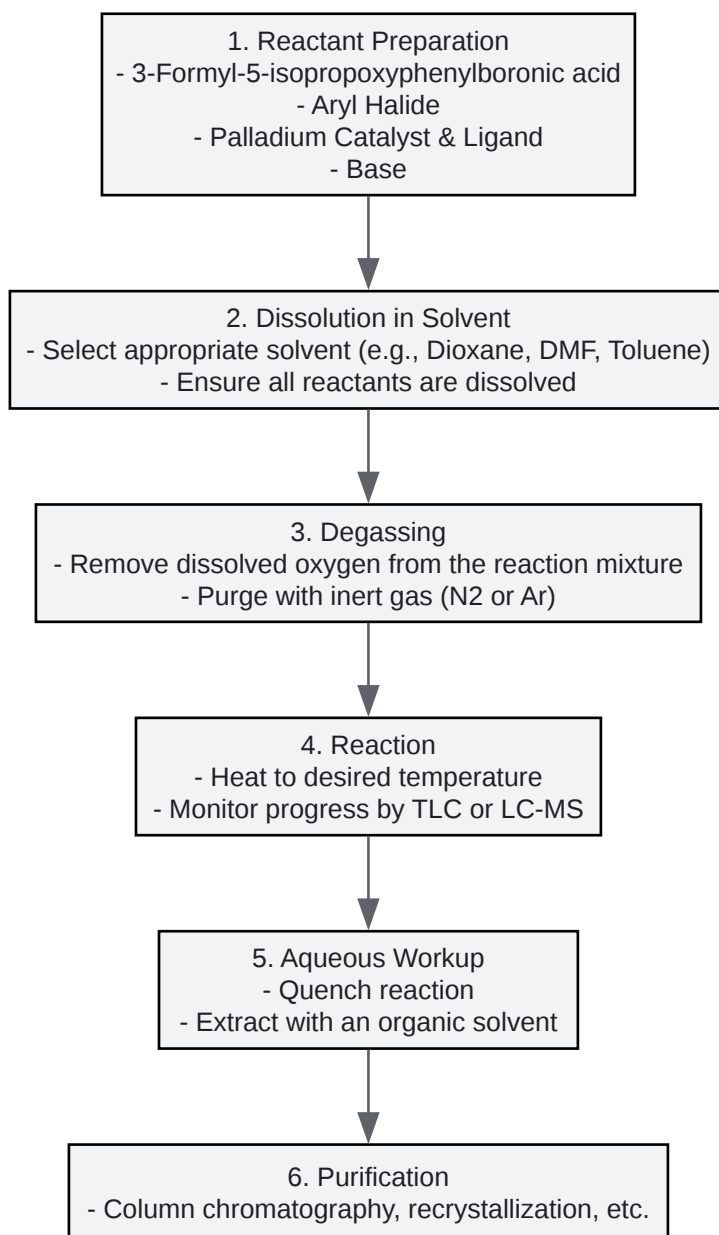 1. Reactant Preparation
- 3-Formyl-5-isopropoxyphenylboronic acid
- Aryl Halide
- Palladium Catalyst & Ligand
- Base
2. Dissolution in Solvent
- Select appropriate solvent (e.g., Dioxane, DMF, Toluene)
- Ensure all reactants are dissolved
3. Degassing
- Remove dissolved oxygen from the reaction mixture
- Purge with inert gas (N2 or Ar)
4. Reaction
- Heat to desired temperature
- Monitor progress by TLC or LC-MS
5. Aqueous Workup
- Quench reaction
- Extract with an organic solvent
6. Purification
- Column chromatography, recrystallization, etc.